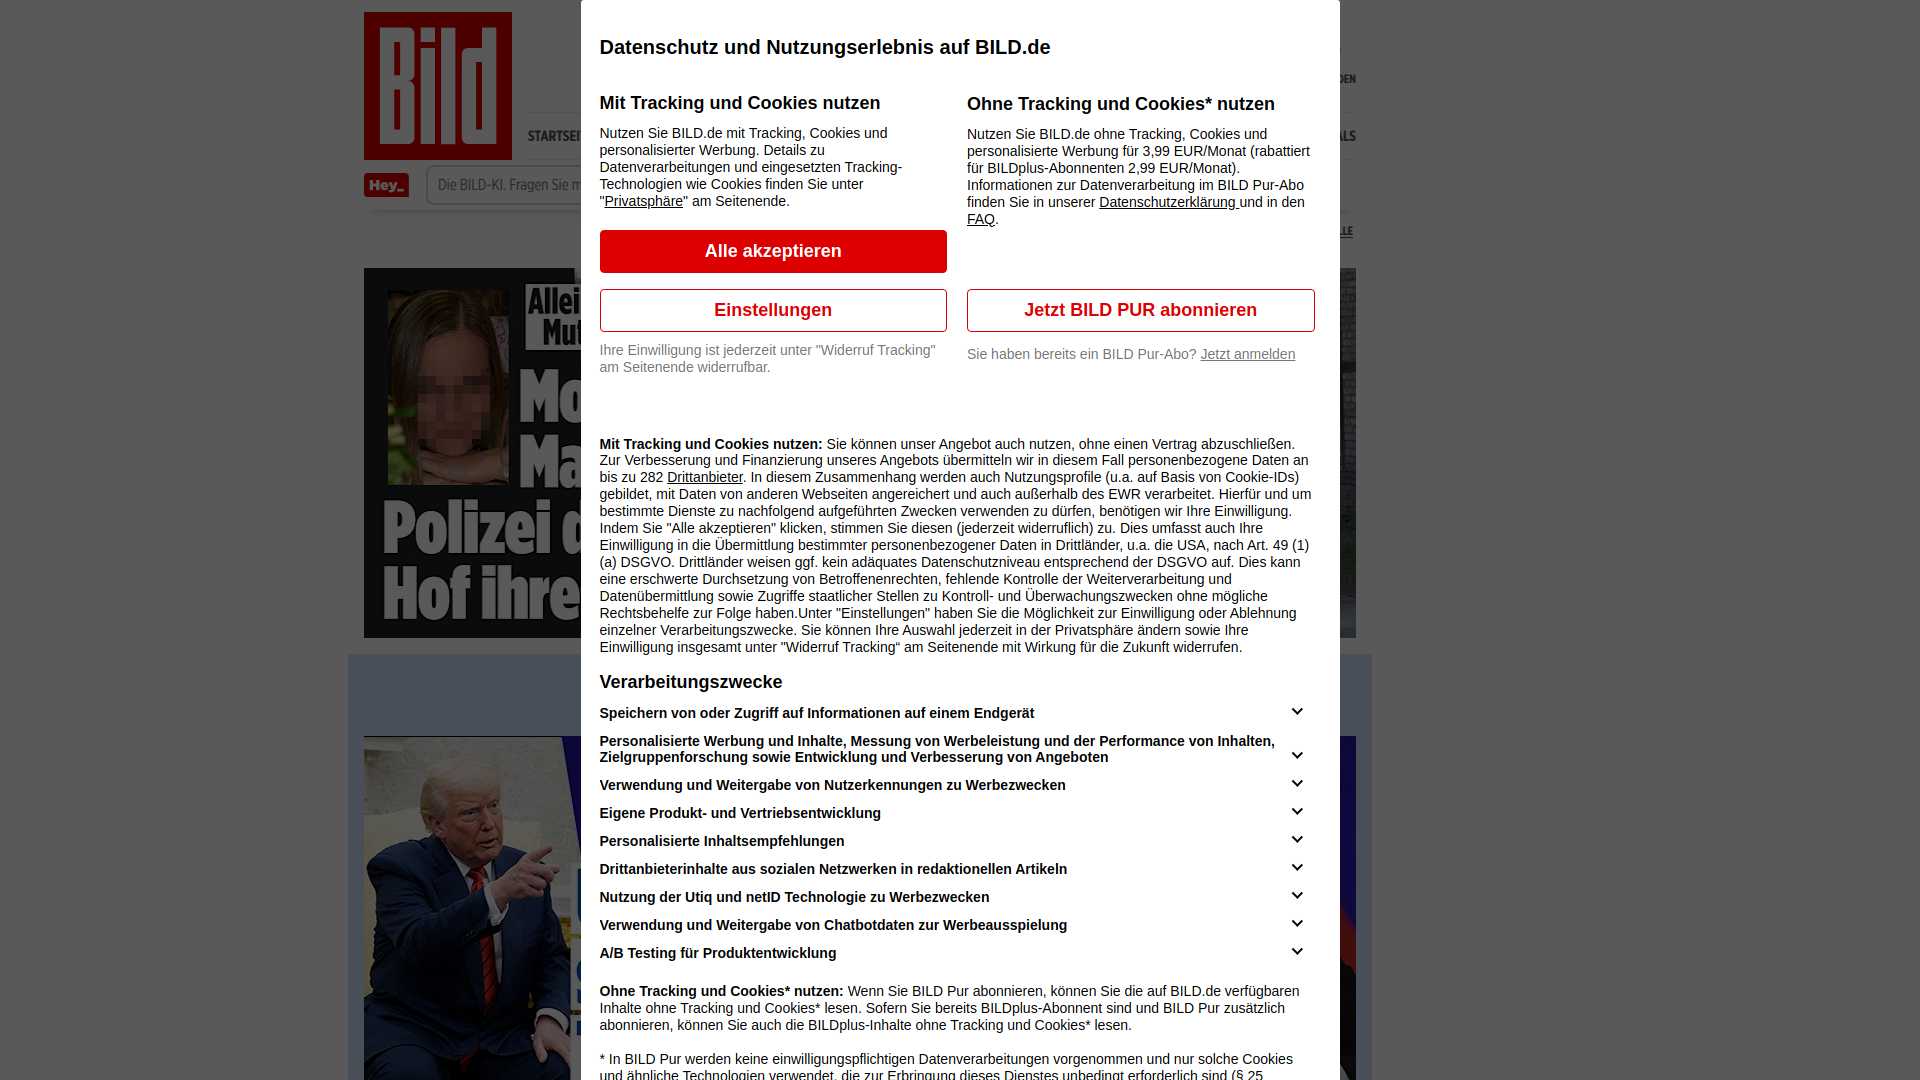 Bild
Datenschutz und Nutzungserlebnis auf BILD.de
Mit Tracking und Cookies nutzen
Nutzen Sie BILD.de mit Tracking, Cookies und
personalisierter Werbung. Details zu
Datenverarbeitungen und eingesetzten Tracking-
Technologien wie Cookies finden Sie unter
"Privatsphäre" am Seitenende.
Alle akzeptieren
Einstellungen
Ihre Einwilligung ist jederzeit unter "Widerruf Tracking"
am Seitenende widerrufbar.
Ohne Tracking und Cookies* nutzen
Nutzen Sie BILD.de ohne Tracking, Cookies und
personalisierte Werbung für 3,99 EUR/Monat (rabattiert
für BILDplus-Abonnenten 2,99 EUR/Monat).
Informationen zur Datenverarbeitung im BILD Pur-Abo
finden Sie in unserer Datenschutzerklärung und in den
FAQ.
Jetzt BILD PUR abonnieren
Sie haben bereits ein BILD Pur-Abo? Jetzt anmelden
Mit Tracking und Cookies nutzen: Sie können unser Angebot auch nutzen, ohne einen Vertrag abzuschließen.
Zur Verbesserung und Finanzierung unseres Angebots übermitteln wir in diesem Fall personenbezogene Daten an
bis zu 282 Drittanbieter. In diesem Zusammenhang werden auch Nutzungsprofile (u.a. auf Basis von Cookie-IDs)
gebildet, mit Daten von anderen Webseiten angereichert und auch außerhalb des EWR verarbeitet. Hierfür und um
bestimmte Dienste zu nachfolgend aufgeführten Zwecken verwenden zu dürfen, benötigen wir Ihre Einwilligung.
Indem Sie "Alle akzeptieren" klicken, stimmen Sie diesen (jederzeit widerruflich) zu. Dies umfasst auch Ihre
Einwilligung in die Übermittlung bestimmter personenbezogener Daten in Drittländer, u.a. die USA, nach Art. 49 (1)
(a) DSGVO. Drittländer weisen ggf. kein adäquates Datenschutzniveau entsprechend der DSGVO auf. Dies kann
eine erschwerte Durchsetzung von Betroffenenrechten, fehlende Kontrolle der Weiterverarbeitung und
Datenübermittlung sowie Zugriffe staatlicher Stellen zu Kontroll- und Überwachungszwecken ohne mögliche
Rechtsbehelfe zur Folge haben.Unter "Einstellungen" haben Sie die Möglichkeit zur Einwilligung oder Ablehnung
einzelner Verarbeitungszwecke. Sie können Ihre Auswahl jederzeit in der Privatsphäre ändern sowie Ihre
Einwilligung insgesamt unter "Widerruf Tracking“ am Seitenende mit Wirkung für die Zukunft widerrufen.
Verarbeitungszwecke
Speichern von oder Zugriff auf Informationen auf einem Endgerät
Personalisierte Werbung und Inhalte, Messung von Werbeleistung und der Performance von Inhalten,
Zielgruppenforschung sowie Entwicklung und Verbesserung von Angeboten
Verwendung und Weitergabe von Nutzerkennungen zu Werbezwecken
Eigene Produkt- und Vertriebsentwicklung
Personalisierte Inhaltsempfehlungen
Drittanbieterinhalte aus sozialen Netzwerken in redaktionellen Artikeln
Nutzung der Utiq und netID Technologie zu Werbezwecken
Verwendung und Weitergabe von Chatbotdaten zur Werbeausspielung
A/B Testing für Produktentwicklung
Ohne Tracking und Cookies* nutzen: Wenn Sie BILD Pur abonnieren, können Sie die auf BILD.de verfügbaren
Inhalte ohne Tracking und Cookies* lesen. Sofern Sie bereits BILDplus-Abonnent sind und BILD Pur zusätzlich
abonnieren, können Sie auch die BILDplus-Inhalte ohne Tracking und Cookies* lesen.
* In BILD Pur werden keine einwilligungspflichtigen Datenverarbeitungen vorgenommen und nur solche Cookies
und ähnliche Technologien verwendet, die zur Erbringung dieses Dienstes unbedingt erforderlich sind (§ 25
Hey_
Die BILD-KI. Fragen Sie
Polizei
Hof ihre